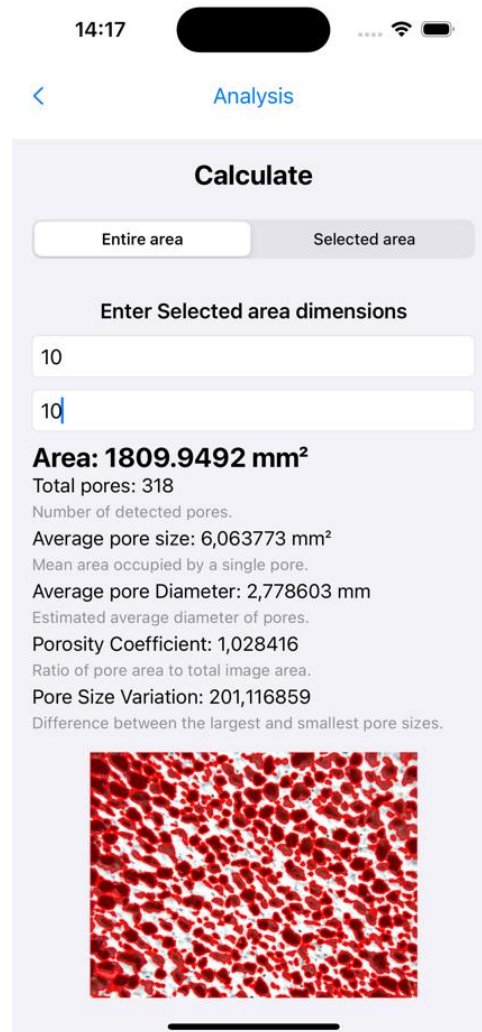 14:17
Analysis
Calculate
Entire area
Selected area
Enter Selected area dimensions
10
10
Area: 1809.9492 mm²
Total pores: 318
Number of detected pores.
Average pore size: 6,063773 mm²
Mean area occupied by a single pore.
Average pore Diameter: 2,778603 mm
Estimated average diameter of pores.
Porosity Coefficient: 1,028416
Ratio of pore area to total image area.
Pore Size Variation: 201,116859
Difference between the largest and smallest pore sizes.